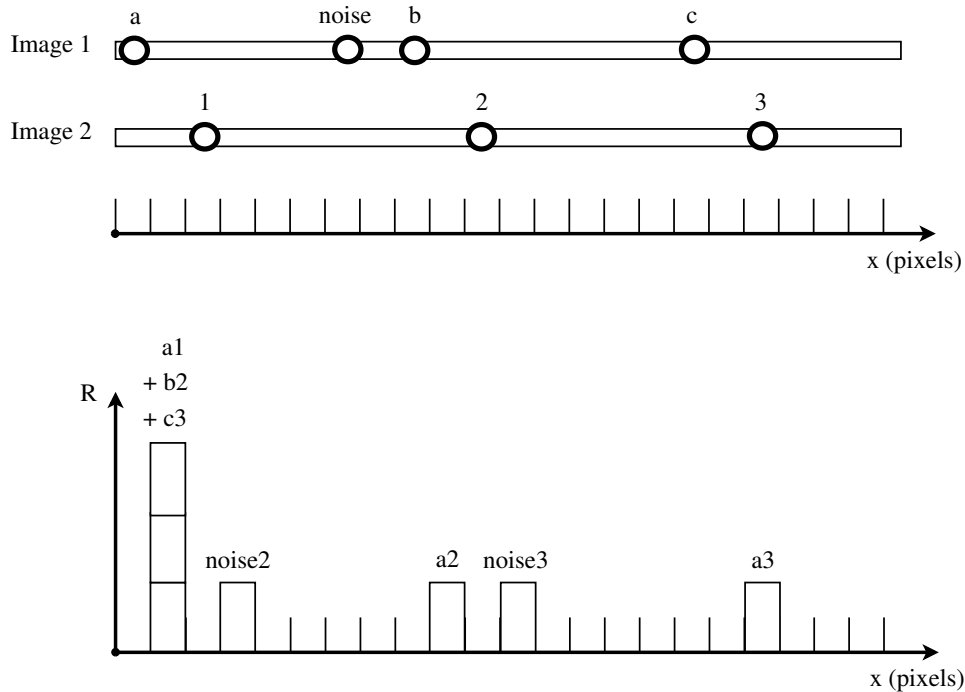 a noise b c
Image 1
1 2 3
Image 2
x (pixels)
a1
R + b2
+ c3
noise2 a2 noise3 a3
x (pixels)